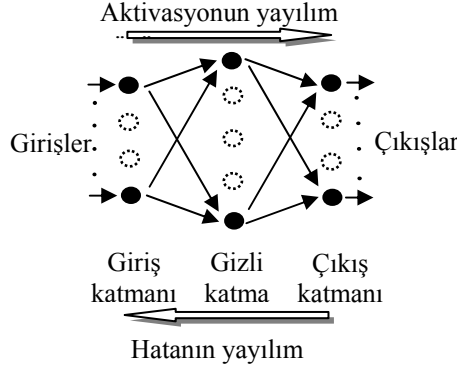 Aktivasyonun yayılım
Girişler
Çıkışlar
Giriş
katmanı
Gizli
katma
Çıkış
katmanı
Hatanın yayılım